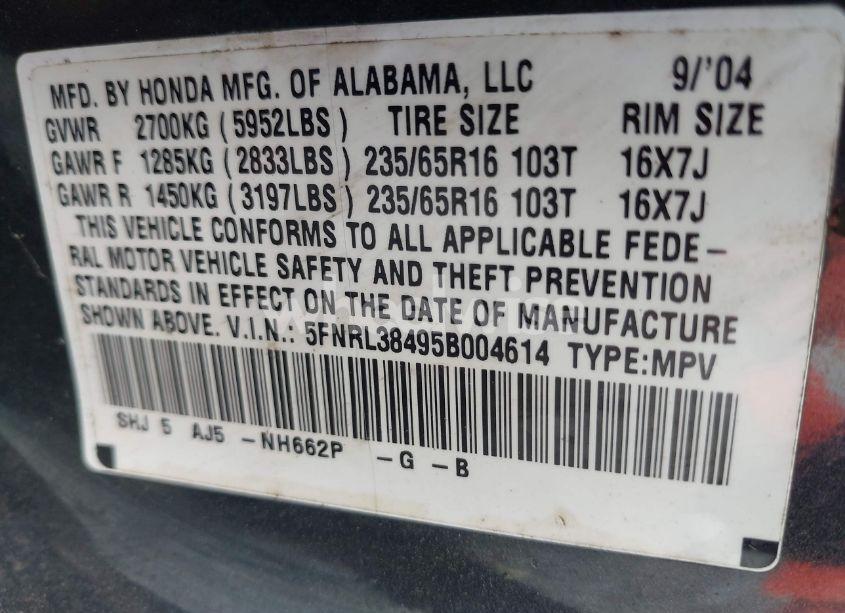 MFD. BY HONDA MFG. OF ALABAMA, LLC 9/'04
GVWR 2700KG (5952LBS) TIRE SIZE RIM SIZE
GAWR F 1285KG (2833LBS) 235/65R16 103T 16X7J
GAWR R 1450KG (3197LBS) 235/65R16 103T 16X7J
THIS VEHICLE CONFORMS TO ALL APPLICABLE FEDE-
RAL MOTOR VEHICLE SAFETY AND THEFT PREVENTION
STANDARDS IN EFFECT ON THE DATE OF MANUFACTURE
SHOWN ABOVE. V.I.N.: 5FNRL38495B004614 TYPE:MPV
SHJ 5 AJ5 -NH662P -G -B